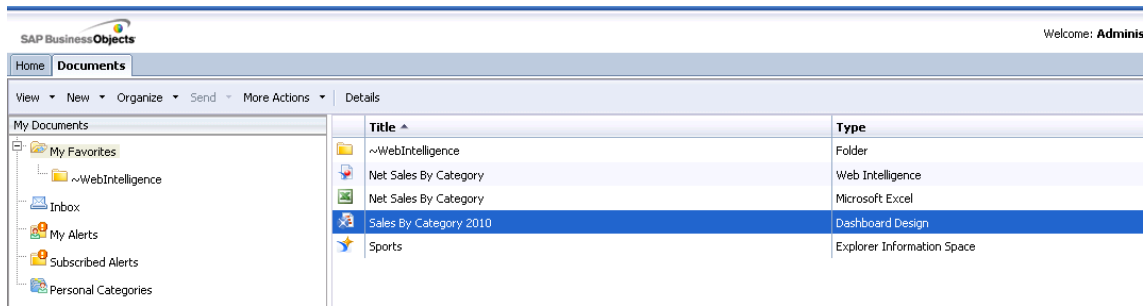 SAP BusinessObjects
Welcome: Adminis
Home Documents
View New Organize Send More Actions Details
My Documents
Title Type
My Favorites
~WebIntelligence
Inbox
My Alerts
Subscribed Alerts
Personal Categories
~WebIntelligence Folder
Net Sales By Category Web Intelligence
Net Sales By Category Microsoft Excel
Sales By Category 2010 Dashboard Design
Sports Explorer Information Space